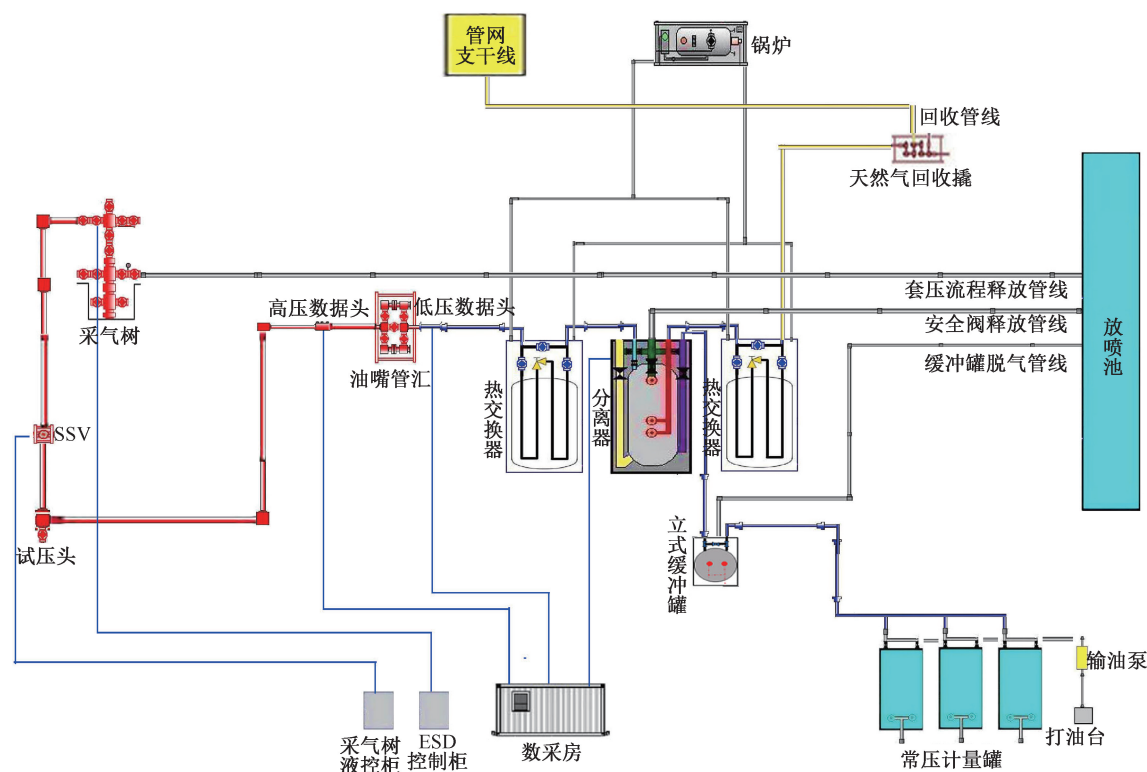 管网
支干线
锅炉
回收管线
天然气回收撬
采气树
高压数据头
低压数据头
油嘴管汇
热交换器
分离器
热交换器
套压流程释放管线
安全阀释放管线
缓冲罐脱气管线
放喷池
SSV
试压头
立式缓冲罐
采气树
液控柜
ESD
控制柜
数采房
常压计量罐
输油泵
打油台